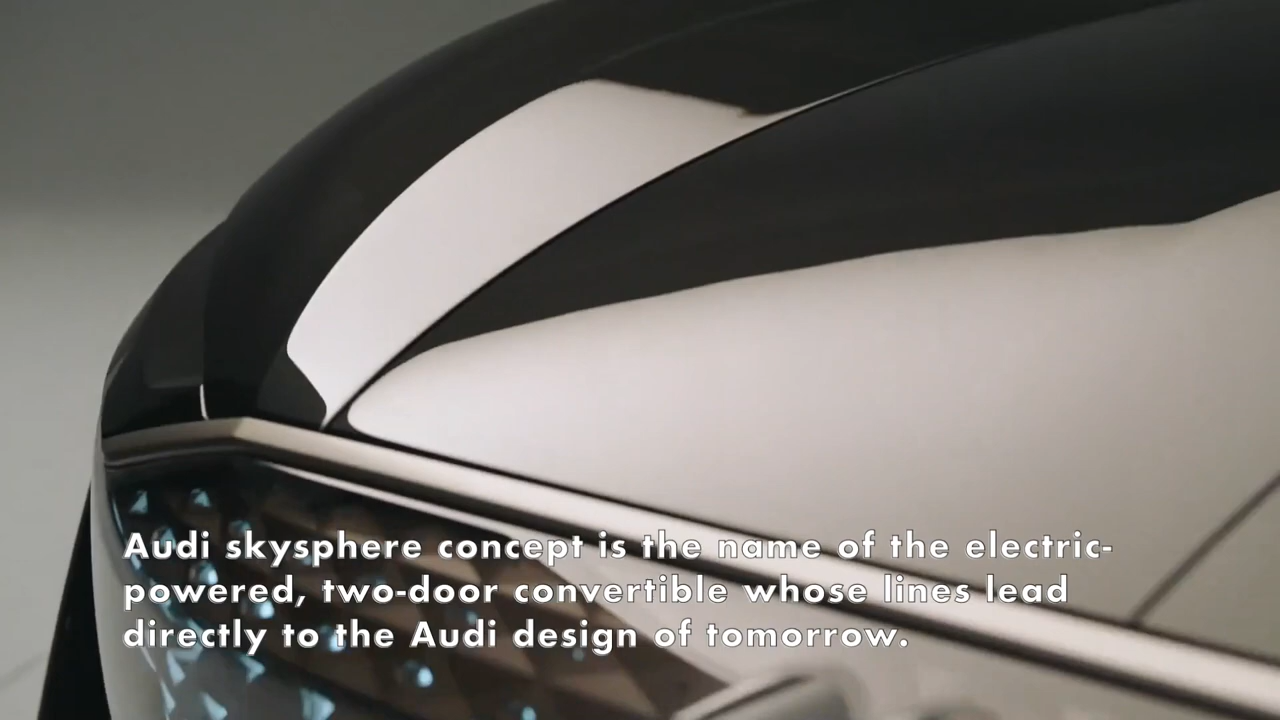 Audi skysphere concept is the name of the electric-
powered, two-door convertible whose lines lead
directly to the Audi design of tomorrow.